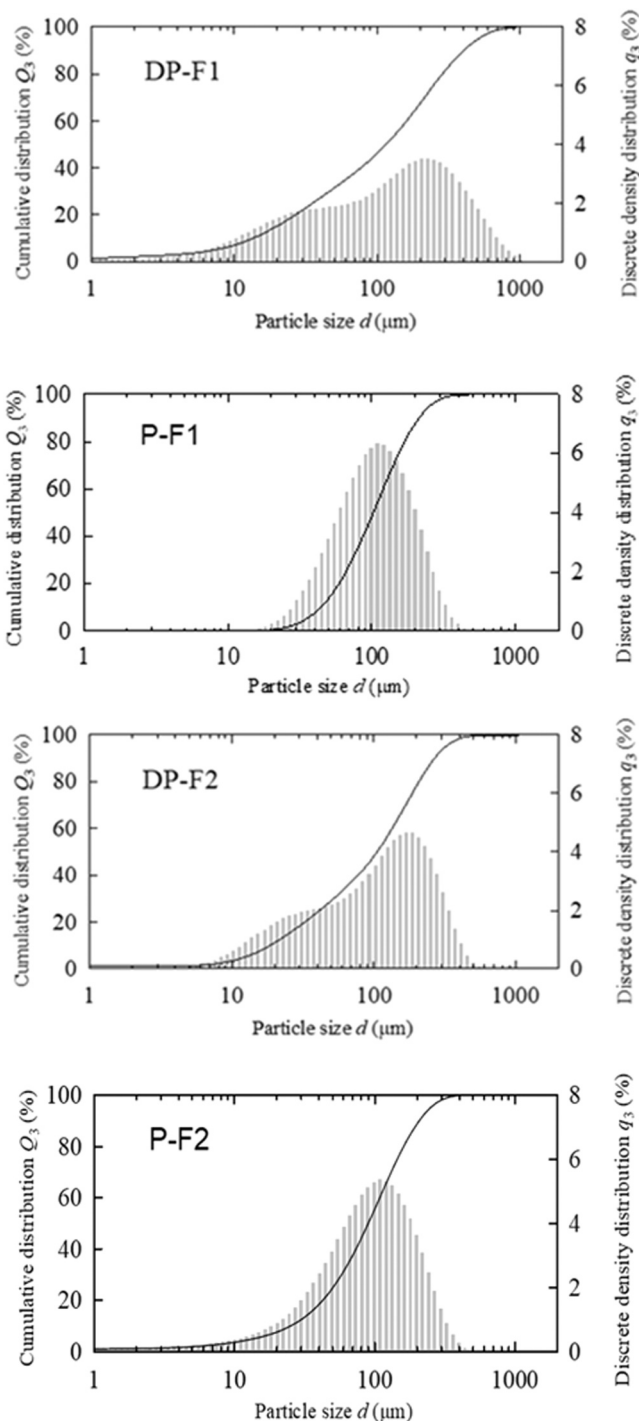 Cumulative distribution Q₃ (%)
100
80
60
40
20
0
DP-F1
8
6
4
2
0
Discrete density distribution q₃ (%)
1 10 100 1000
Particle size d (μm)
Cumulative distribution Q₃ (%)
100
80
60
40
20
0
P-F1
8
6
4
2
0
Discrete density distribution q₃ (%)
1 10 100 1000
Particle size d (μm)
Cumulative distribution Q₃ (%)
100
80
60
40
20
0
DP-F2
8
6
4
2
0
Discrete density distribution q₃ (%)
1 10 100 1000
Particle size d (μm)
Cumulative distribution Q₃ (%)
100
80
60
40
20
0
P-F2
8
6
4
2
0
Discrete density distribution q₃ (%)
1 10 100 1000
Particle size d (μm)